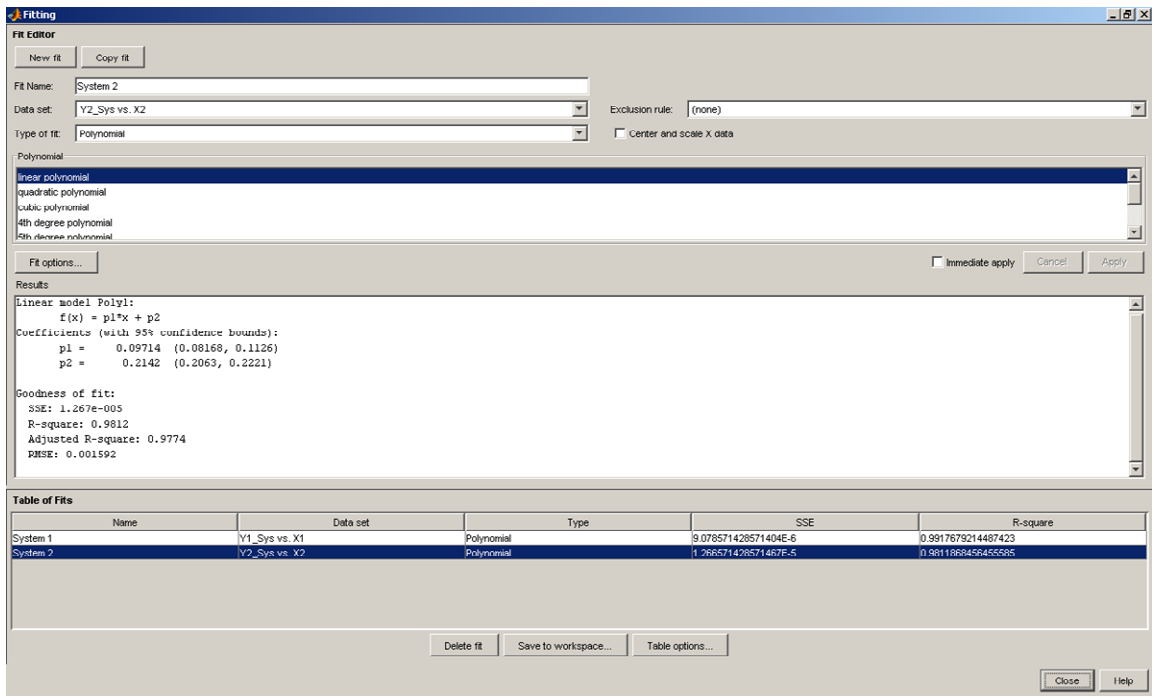 Fitting
Fit Editor
New fit Copy fit
Fit Name: System 2
Data set: Y2_Sys vs. X2 Exclusion rule: (none)
Type of fit: Polynomial Center and scale X data
Polynomial
linear polynomial
quadratic polynomial
cubic polynomial
4th degree polynomial
5th degree polynomial
Fit options... Immediate apply Cancel Apply
Results
Linear model Poly1:
f(x) = p1*x + p2
Coefficients (with 95% confidence bounds):
p1 = 0.09714 (0.08168, 0.1126)
p2 = 0.2142 (0.2063, 0.2221)
Goodness of fit:
SSE: 1.267e-005
R-square: 0.9812
Adjusted R-square: 0.9774
RMSE: 0.001592
Table of Fits
Name Data set Type SSE R-square
System 1 Y1_Sys vs. X1 Polynomial 9.078571428571404E-6 0.9917679214487423
System 2 Y2_Sys vs. X2 Polynomial 1.266571428571467E-5 0.9811868456455585
Delete fit Save to workspace... Table options...
Close Help